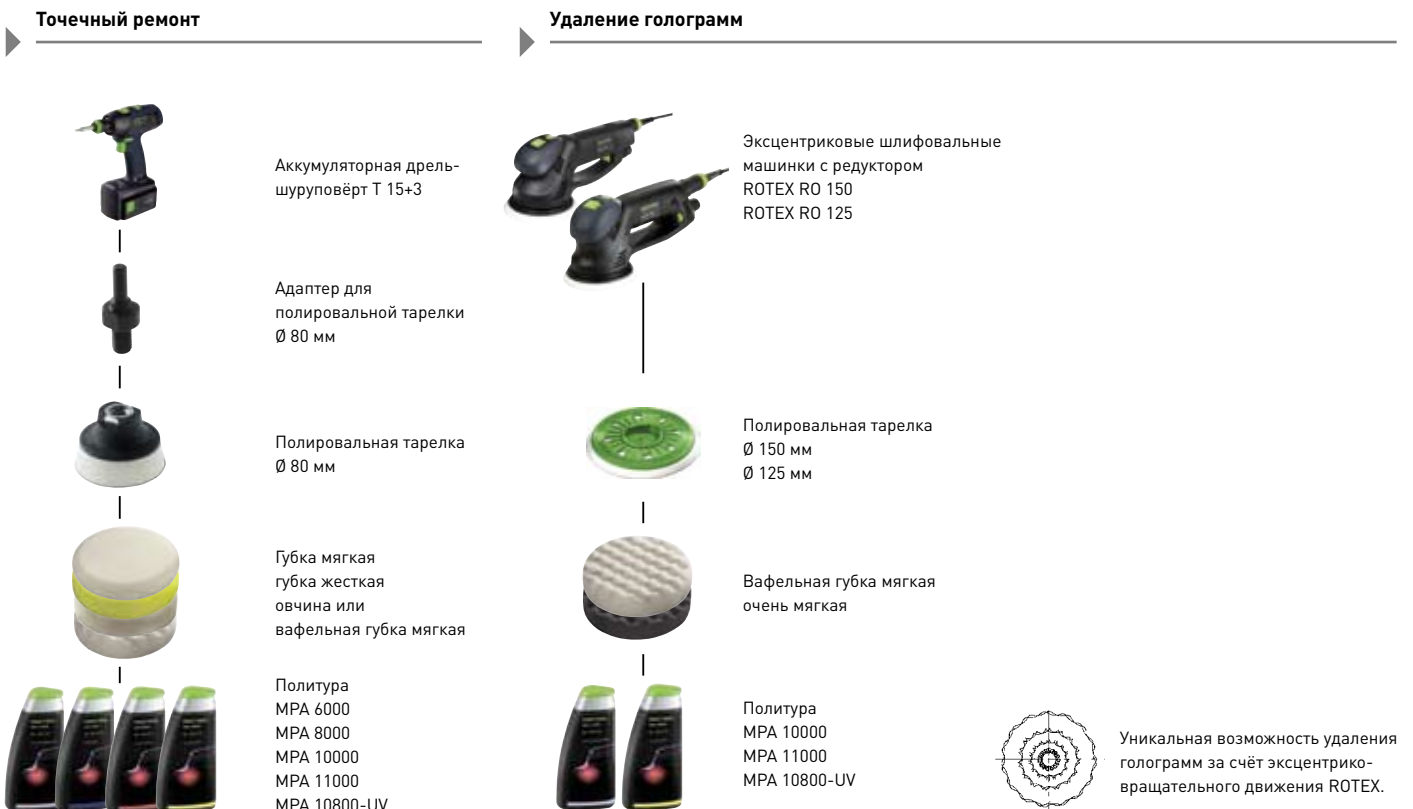 Точечный ремонт
Аккумуляторная дрель-
шуруповёрт T 15+3
Адаптер для
полировальной тарелки
Ø 80 мм
Полировальная тарелка
Ø 80 мм
Губка мягкая
губка жесткая
овчина или
вафельная губка мягкая
Политура
MPA 6000
MPA 8000
MPA 10000
MPA 11000
MPA 10800-UV
Удаление голограмм
Эксцентриковые шлифовальные
машинки с редуктором
ROTEX RO 150
ROTEX RO 125
Полировальная тарелка
Ø 150 мм
Ø 125 мм
Вафельная губка мягкая
очень мягкая
Политура
MPA 10000
MPA 11000
MPA 10800-UV
Уникальная возможность удаления
голограмм за счёт эксцентрико-
вращательного движения ROTEX.